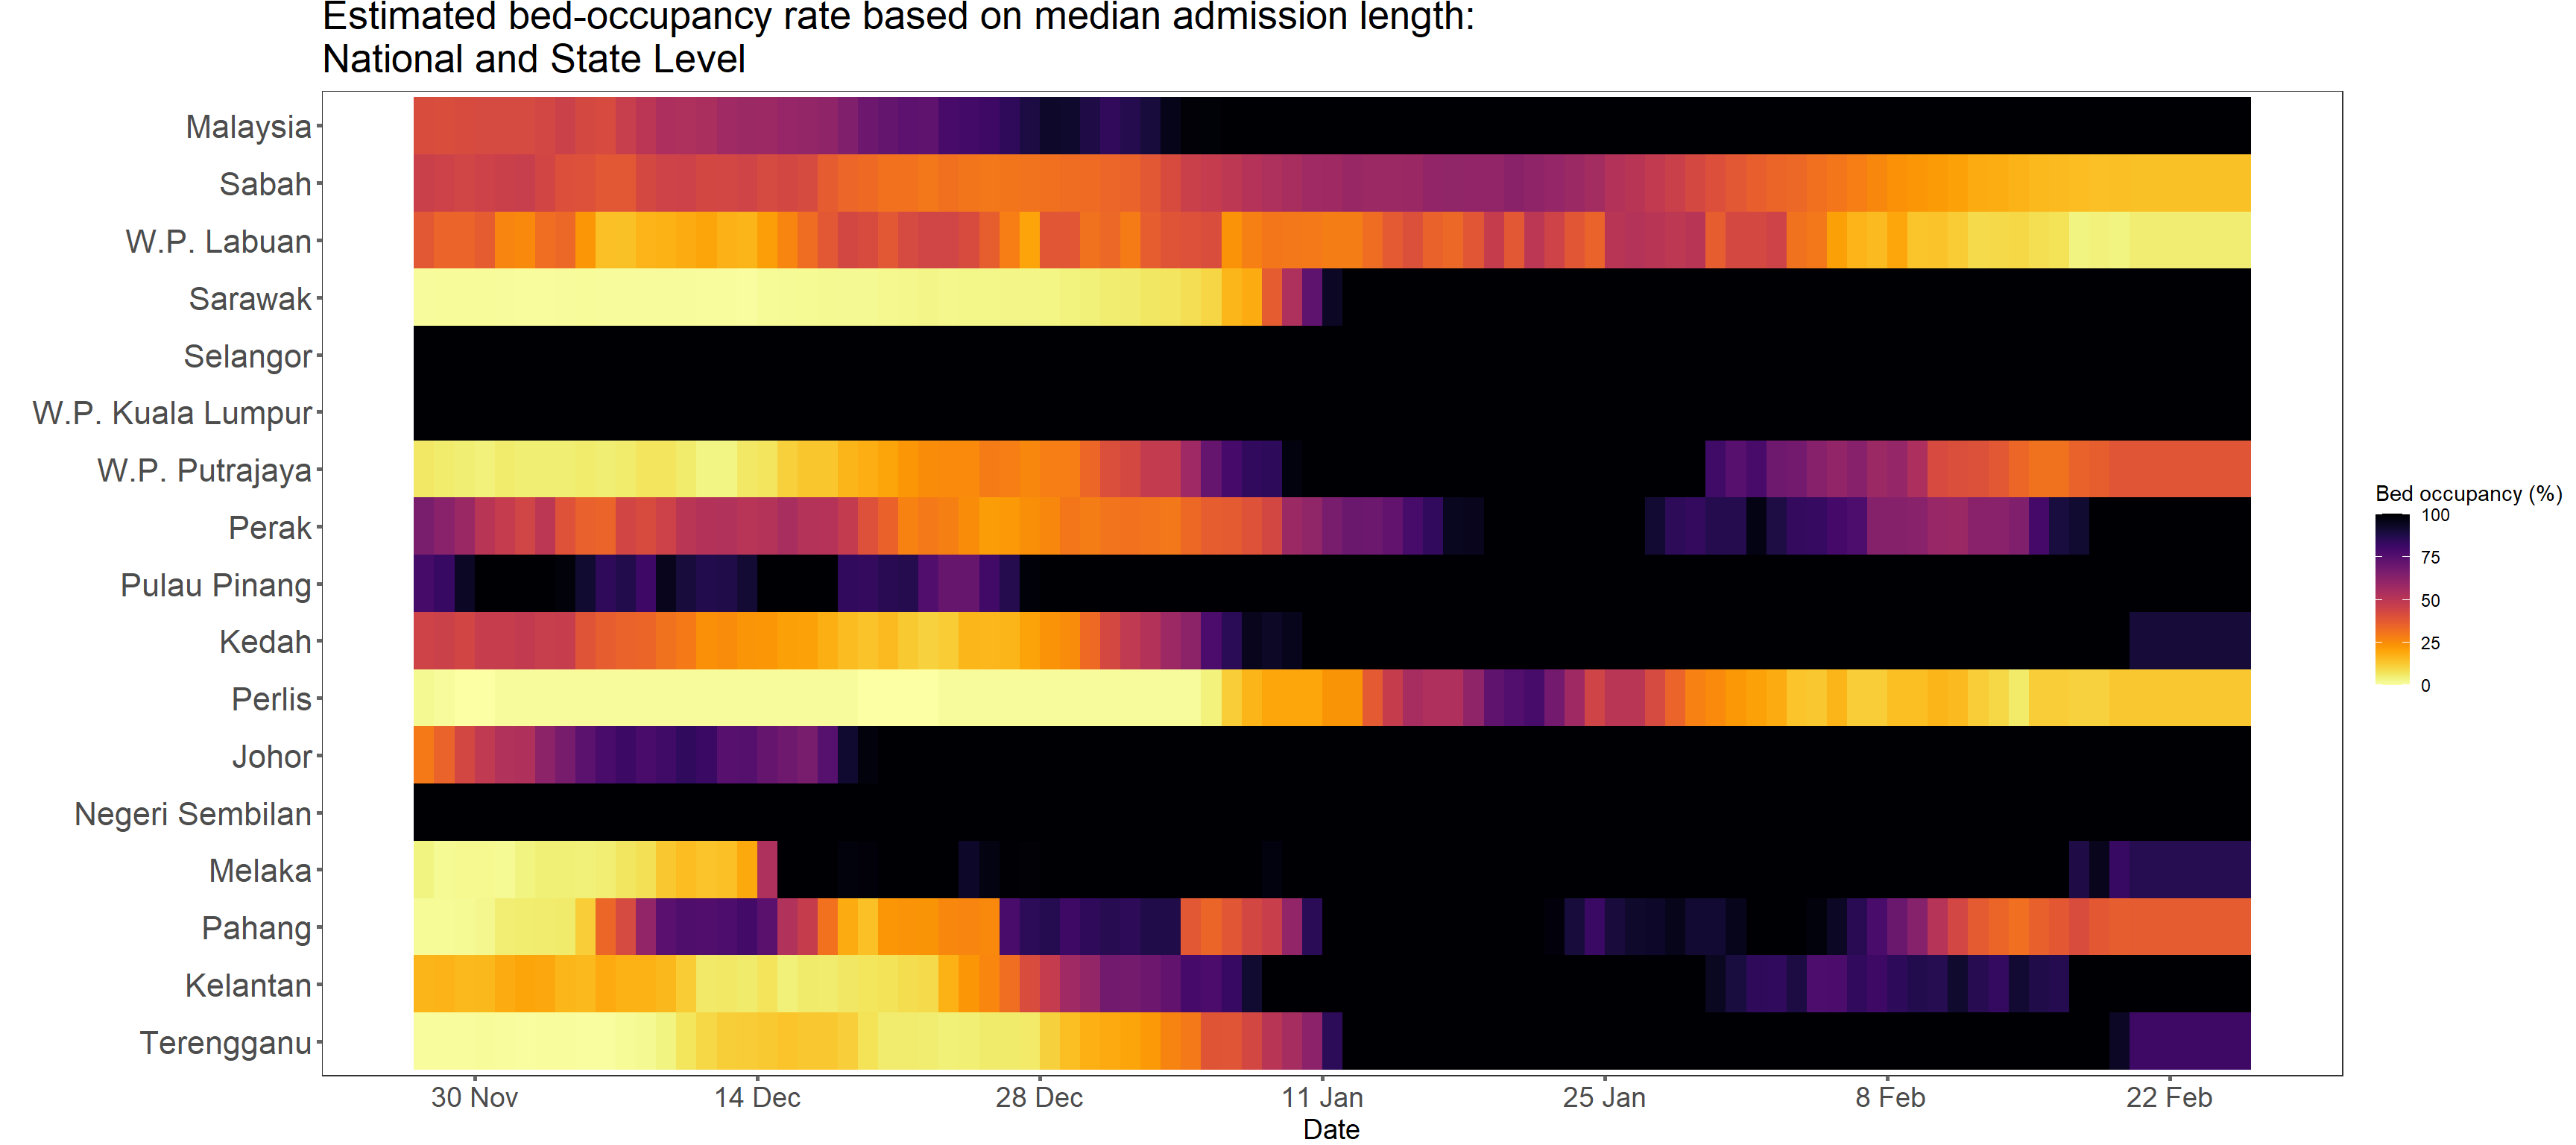 Estimated bed-occupancy rate based on median admission length:
National and State Level
Malaysia
Sabah
W.P. Labuan
Sarawak
Selangor
W.P. Kuala Lumpur
W.P. Putrajaya
Perak
Pulau Pinang
Kedah
Perlis
Johor
Negeri Sembilan
Melaka
Pahang
Kelantan
Terengganu
30 Nov 14 Dec 28 Dec 11 Jan 25 Jan 8 Feb 22 Feb
Date
Bed occupancy (%)
100
75
50
25
0